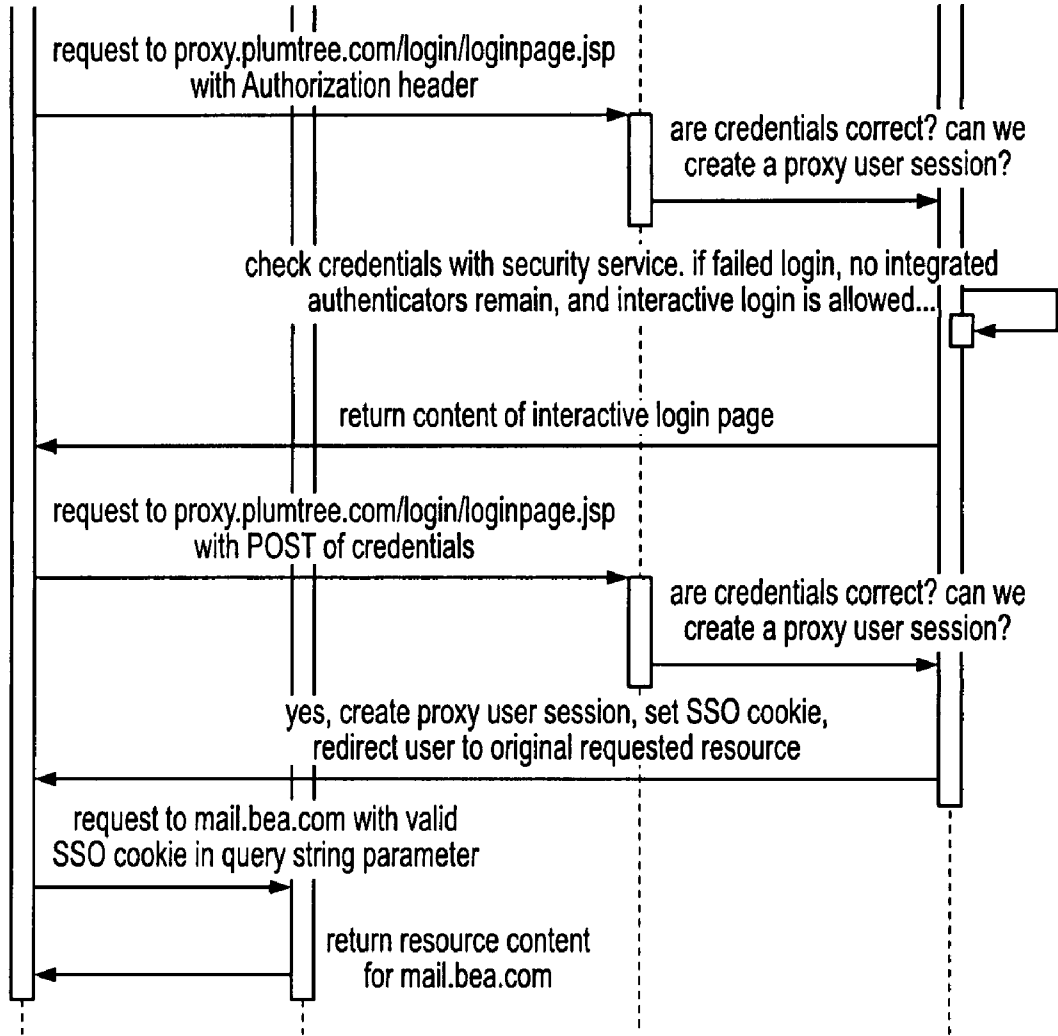 request to proxy.plumtree.com/login/loginpage.jsp
with Authorization header
are credentials correct? can we
create a proxy user session?
check credentials with security service. if failed login, no integrated
authenticators remain, and interactive login is allowed...
return content of interactive login page
request to proxy.plumtree.com/login/loginpage.jsp
with POST of credentials
are credentials correct? can we
create a proxy user session?
yes, create proxy user session, set SSO cookie,
redirect user to original requested resource
request to mail.bea.com with valid
SSO cookie in query string parameter
return resource content
for mail.bea.com